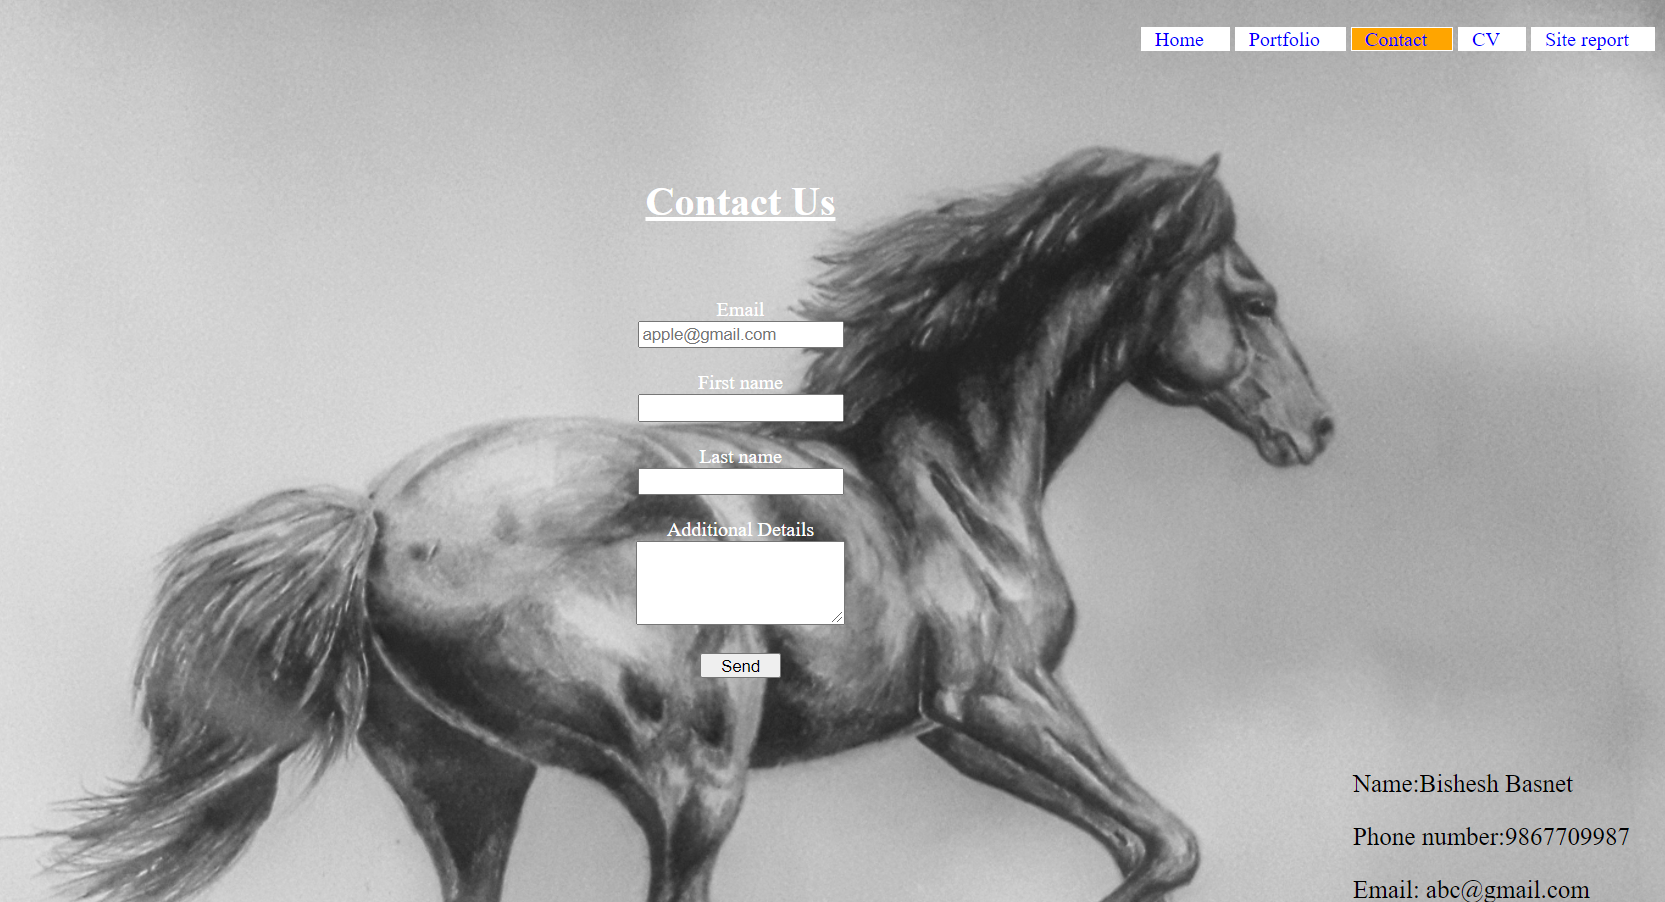 Home Portfolio Contact CV Site report
Contact Us
Email
apple@gmail.com
First name
Last name
Additional Details
Send
Name:Bishesh Basnet
Phone number:9867709987
Email: abc@gmail.com